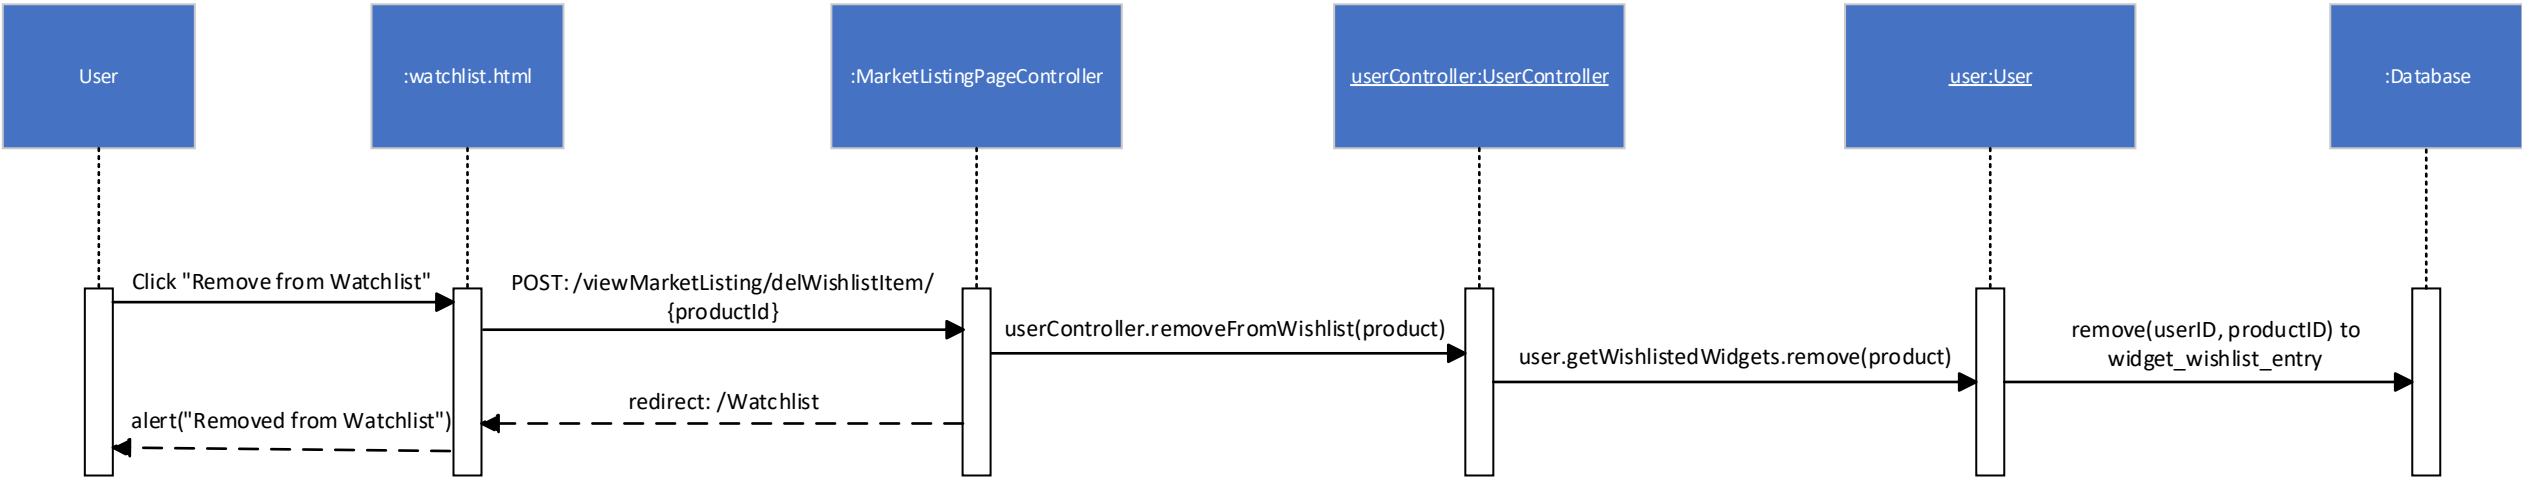 User
:watchlist.html
:MarketListingPageController
userController:UserController
user:User
:Database
Click "Remove from Watchlist"
POST: /viewMarketListing/delWishlistItem/
{productId}
userController.removeFromWishlist(product)
user.getWishlistedWidgets.remove(product)
remove(userID, productID) to
widget_wishlist_entry
redirect: /Watchlist
alert("Removed from Watchlist")